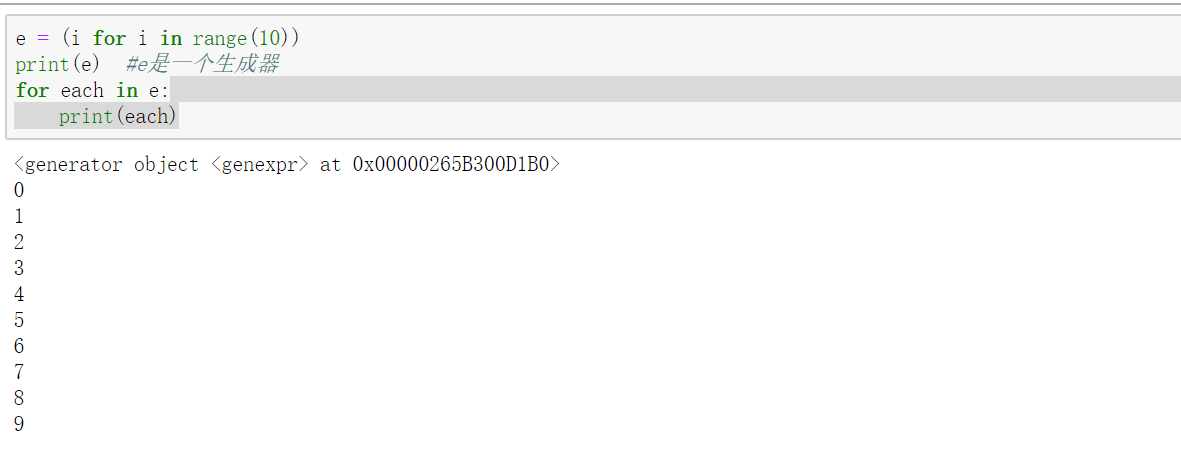 e = (i for i in range(10))
print(e)  #e是一个生成器
for each in e:
    print(each)
<generator object <genexpr> at 0x00000265B300D1B0>
0
1
2
3
4
5
6
7
8
9